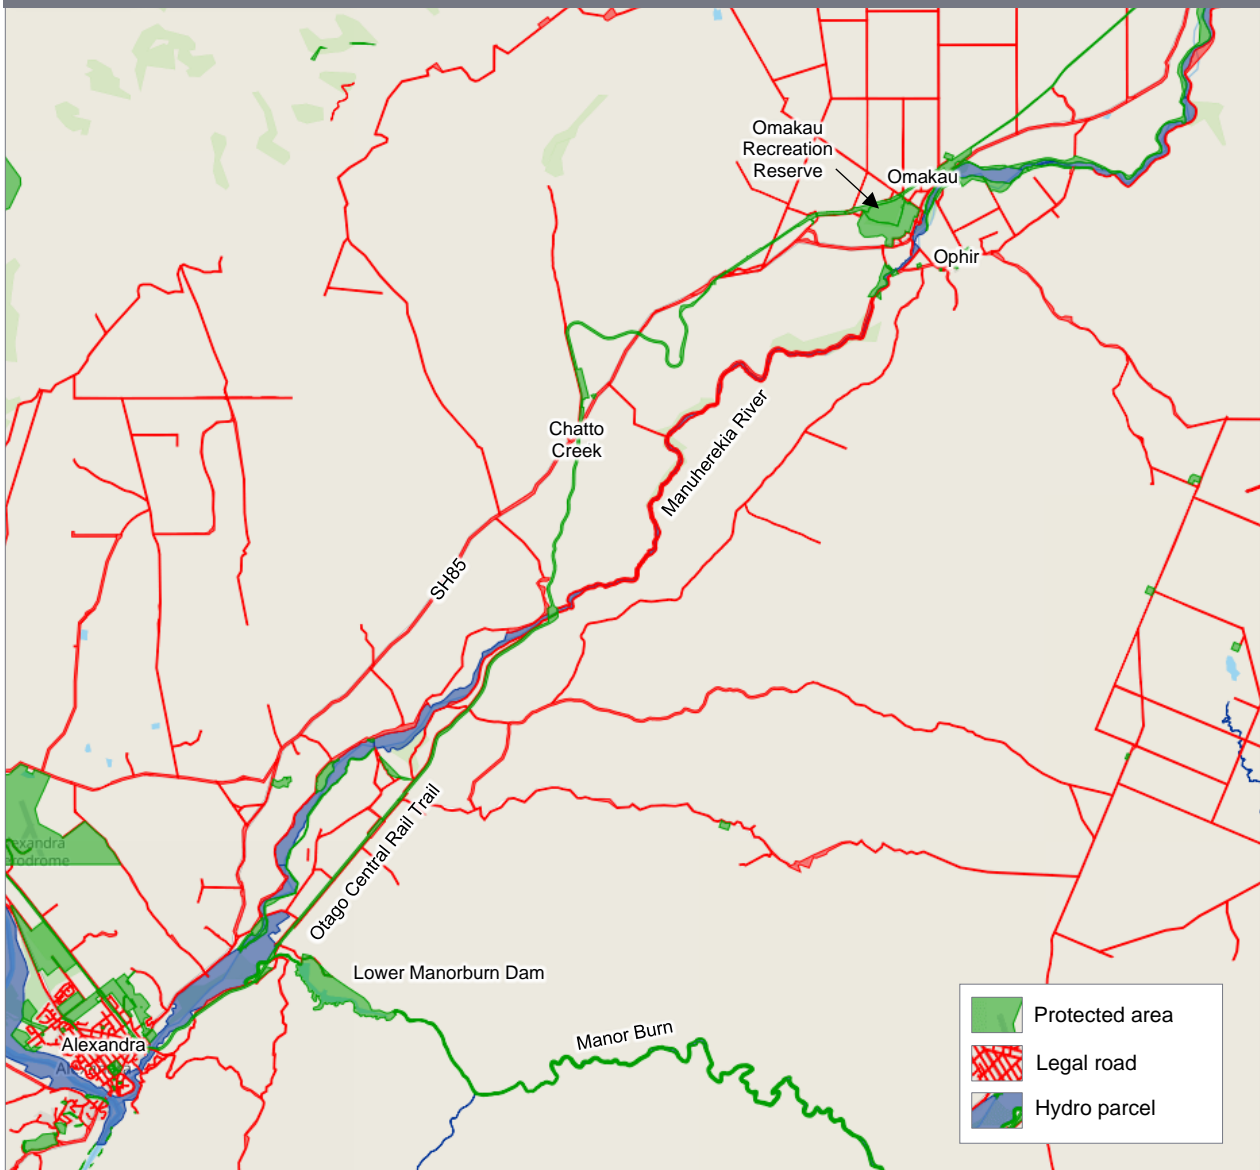 Omakau
Recreation
Reserve
Omakau
Ophir
Manuherekia River
Chatto
Creek
SH85
Otago Central Rail Trail
Lower Manorburn Dam
Manor Burn
Alexandra
Protected area
Legal road
Hydro parcel